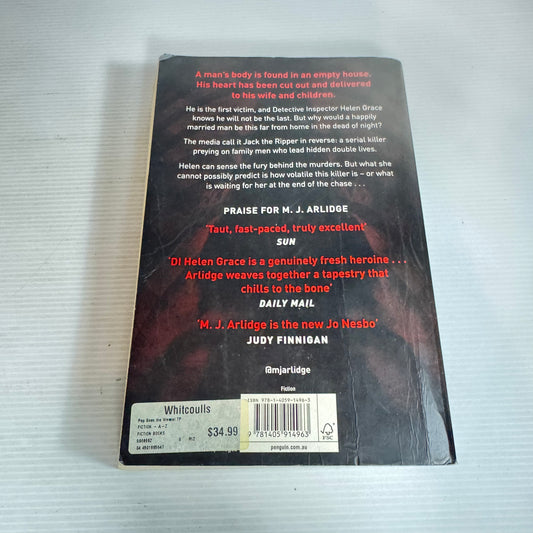 A man's body is found in an empty house.
His heart has been cut out and delivered
to his wife and children.
He is the first victim, and Detective Inspector Helen Grace
knows he will not be the last. But why would a happily
married man be this far from home in the dead of night?
The media call it Jack the Ripper in reverse: a serial killer
preying on family men who lead hidden double lives.
Helen can sense the fury behind the murders. But what she
cannot possibly predict is how volatile this killer is – or what
is waiting for her at the end of the chase . . .
PRAISE FOR M. J. ARLIDGE
'Taut, fast-paced, truly excellent'
SUN
'DI Helen Grace is a genuinely fresh heroine . . .
Arlidge weaves together a tapestry that
chills to the bone'
DAILY MAIL
'M. J. Arlidge is the new Jo Nesbo'
JUDY FINNIGAN
@mjarlidge
Fiction
Whitcoulls
Pop Goes the Weasel TP
FICTION - A-Z
FICTION BOOKS
$34.99
ISBN 978-1-4059-1496-3
9 781405 914963
FSC
penguin.com.au